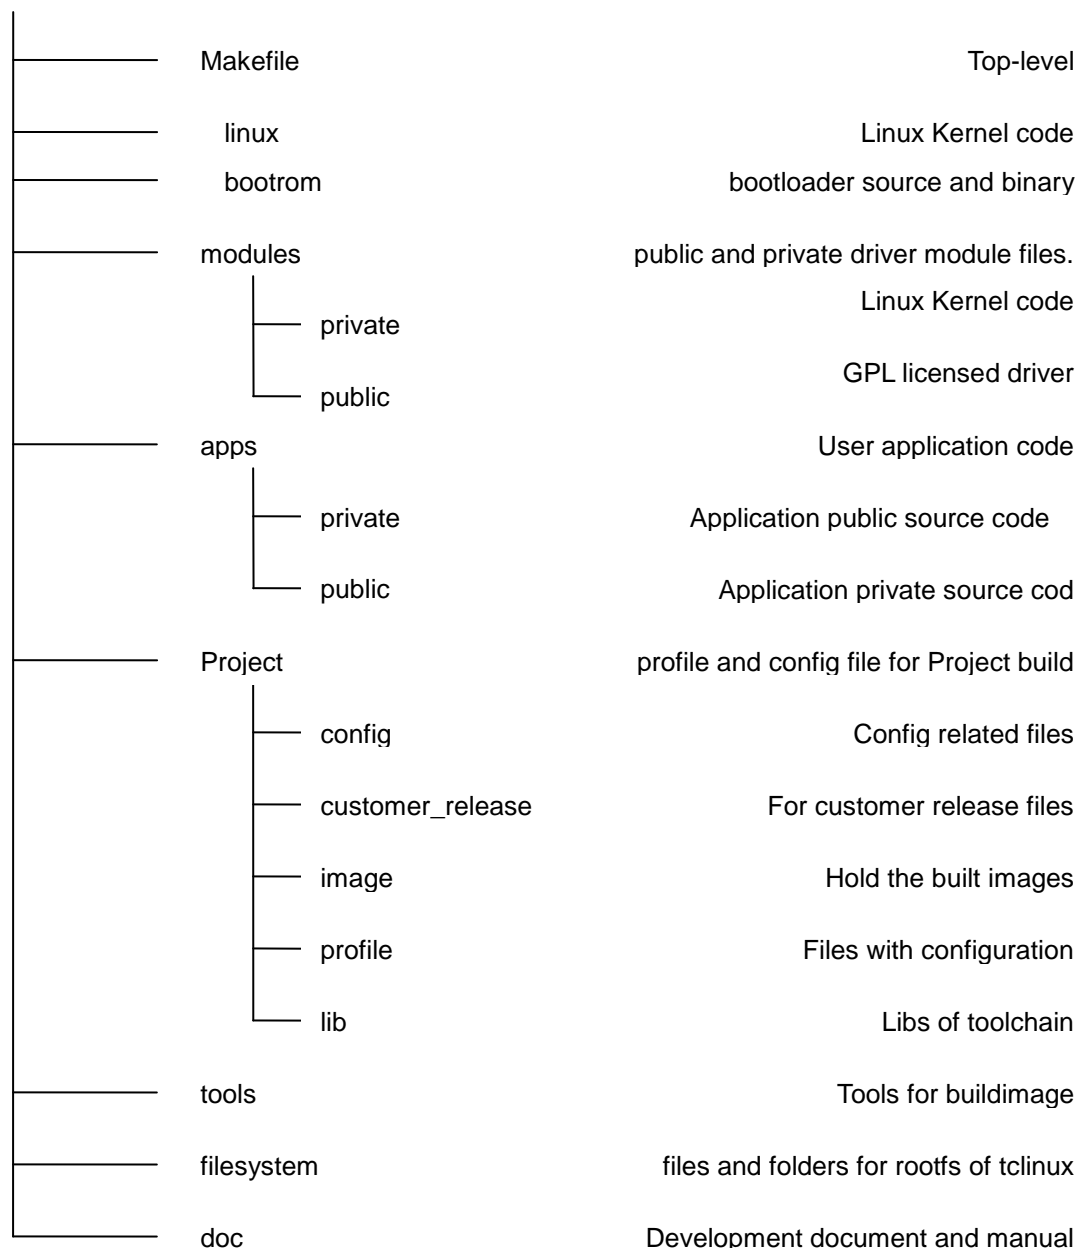 Makefile Top-level
linux Linux Kernel code
bootrom bootloader source and binary
modules public and private driver module files.
Linux Kernel code
private
GPL licensed driver
public
apps User application code
private Application public source code
public Application private source cod
Project profile and config file for Project build
config Config related files
customer_release For customer release files
image Hold the built images
profile Files with configuration
lib Libs of toolchain
tools Tools for buildimage
filesystem files and folders for rootfs of tclinux
doc Development document and manual